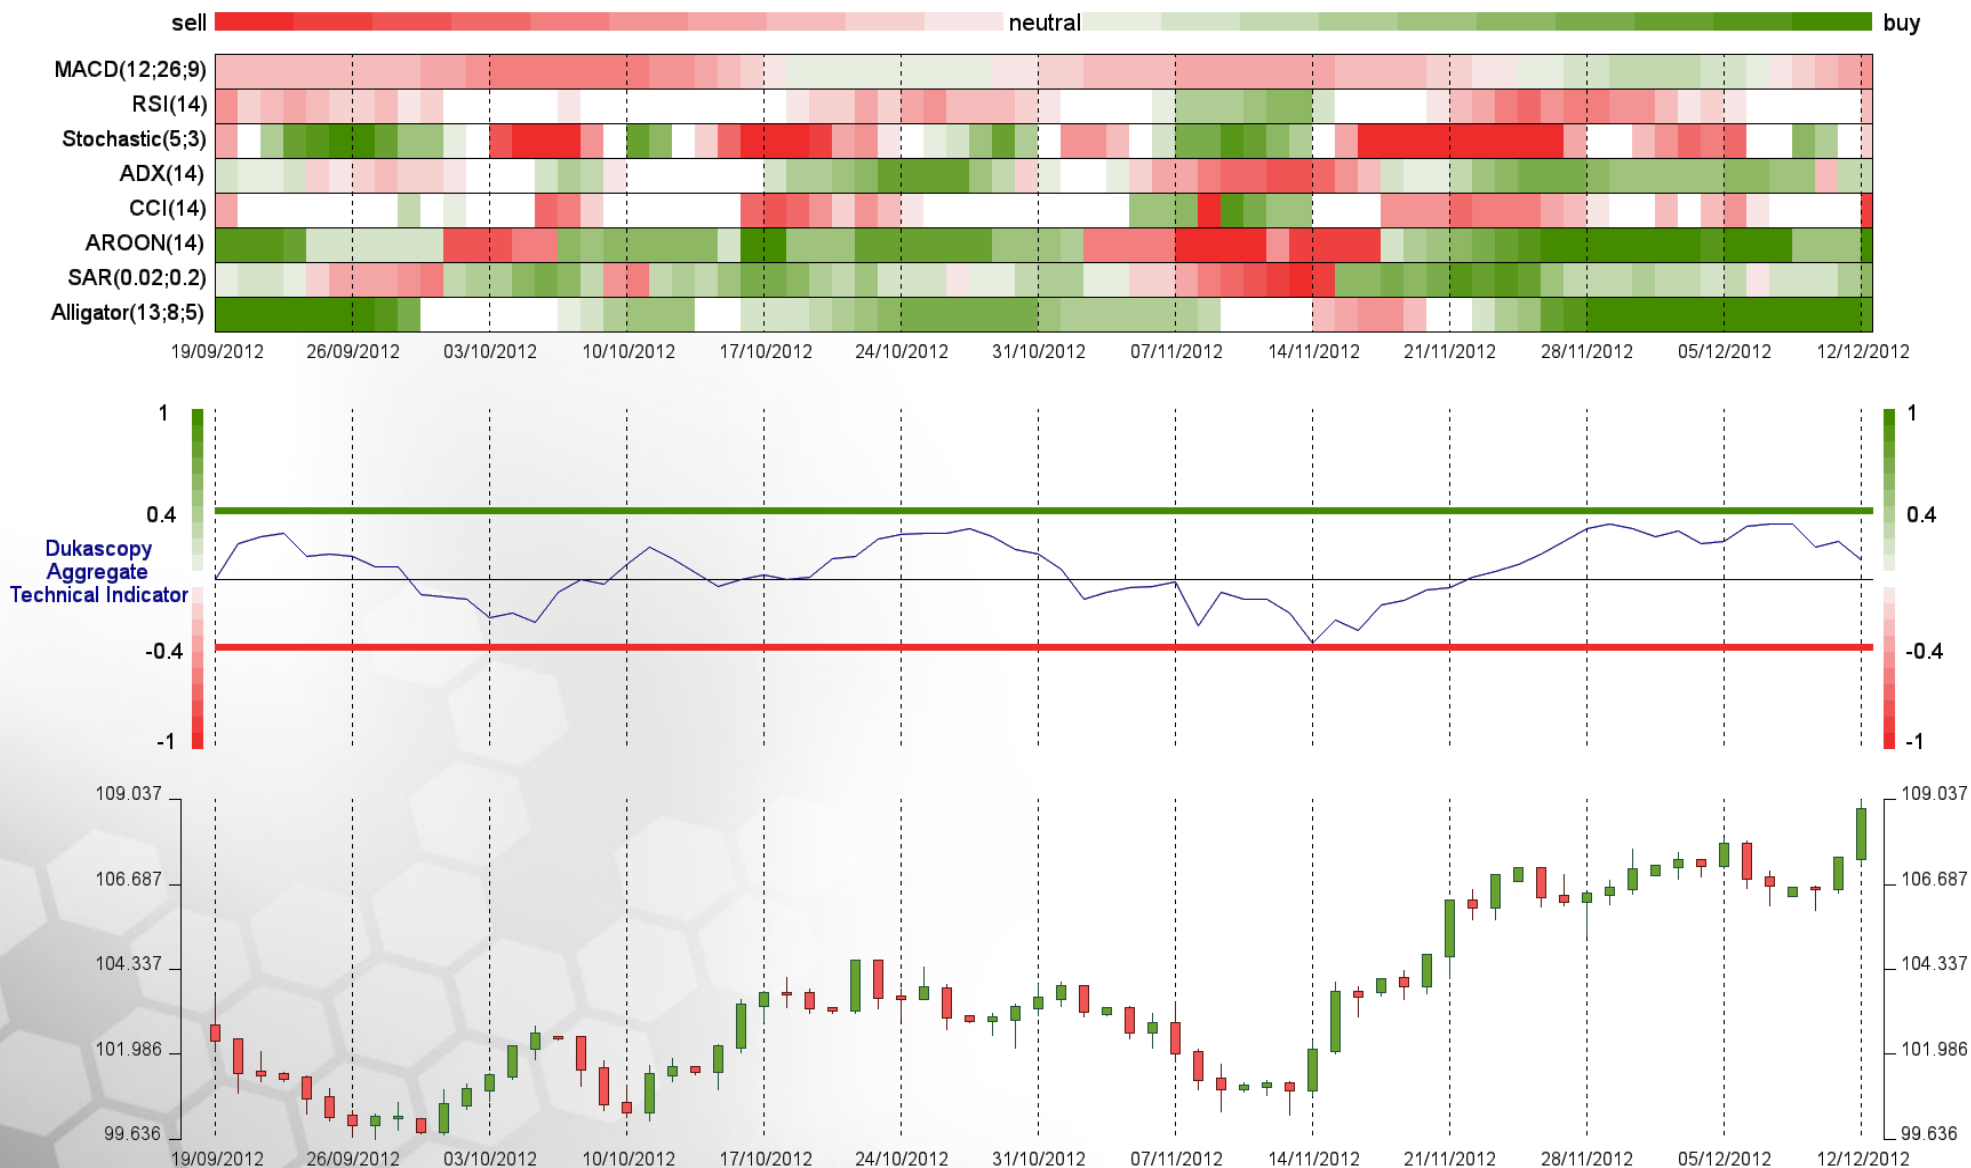 sell neutral buy
MACD(12;26;9)
RSI(14)
Stochastic(5;3)
ADX(14)
CCI(14)
AROON(14)
SAR(0.02;0.2)
Alligator(13;8;5)
19/09/2012 26/09/2012 03/10/2012 10/10/2012 17/10/2012 24/10/2012 31/10/2012 07/11/2012 14/11/2012 21/11/2012 28/11/2012 05/12/2012 12/12/2012
1 1
0.4 0.4
Dukascopy
Aggregate
Technical Indicator
-0.4 -0.4
-1 -1
109.037 109.037
106.687 106.687
104.337 104.337
101.986 101.986
99.636 99.636
19/09/2012 26/09/2012 03/10/2012 10/10/2012 17/10/2012 24/10/2012 31/10/2012 07/11/2012 14/11/2012 21/11/2012 28/11/2012 05/12/2012 12/12/2012